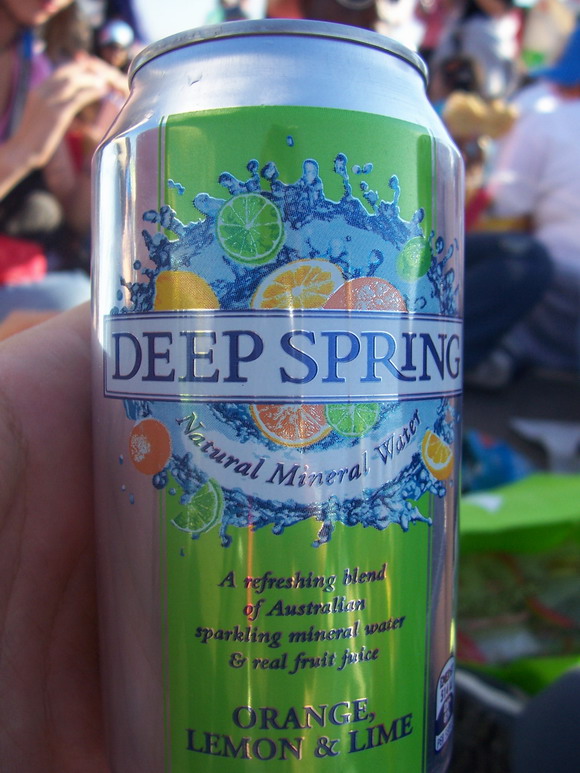 DEEP SPRING
Natural Mineral Water
A refreshing blend
of Australian
sparkling mineral water
& real fruit juice
ORANGE,
LEMON & LIME